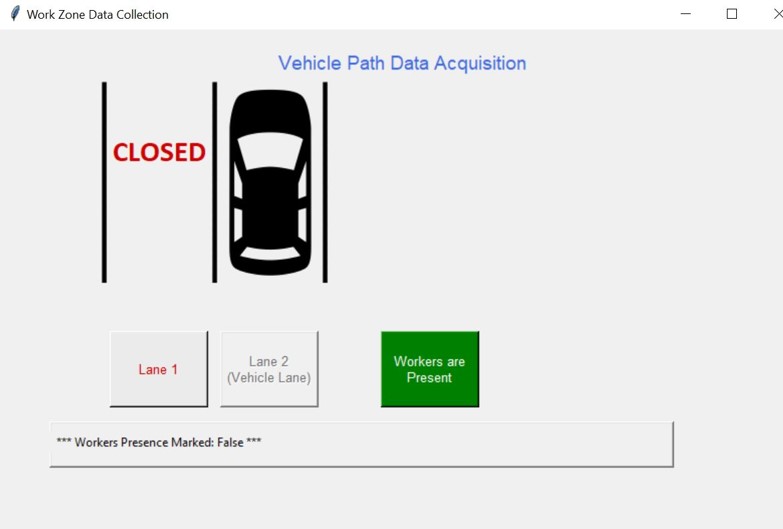 Work Zone Data Collection
Vehicle Path Data Acquisition
CLOSED
Lane 1
Lane 2
(Vehicle Lane)
Workers are
Present
*** Workers Presence Marked: False ***